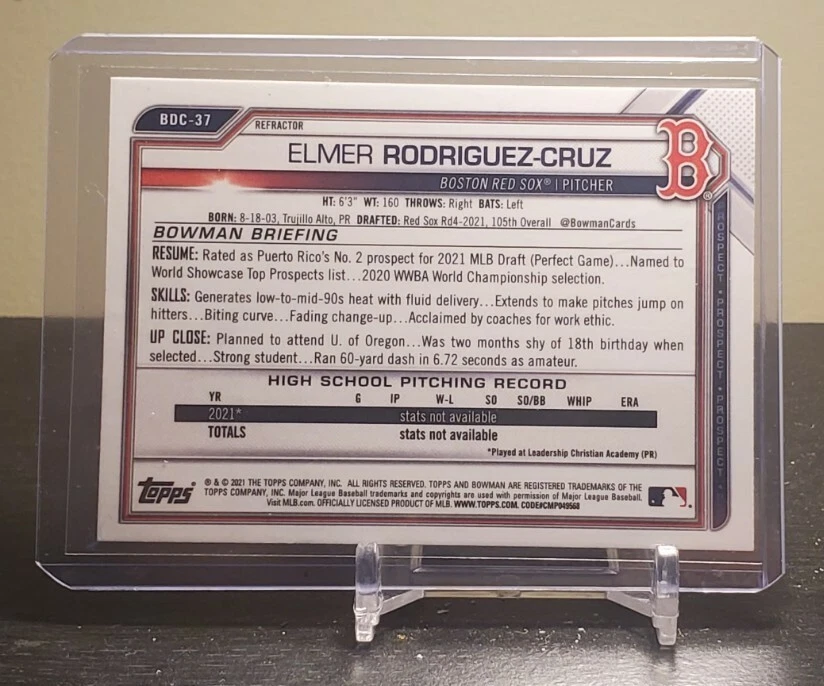 BDC-37
REFRACTOR
ELMER RODRIGUEZ-CRUZ
BOSTON RED SOX® | PITCHER
B®
HT: 6'3" WT: 160 THROWS: Right BATS: Left
BORN: 8-18-03, Trujillo Alto, PR DRAFTED: Red Sox Rd4-2021, 105th Overall @BowmanCards
BOWMAN BRIEFING
RESUME: Rated as Puerto Rico's No. 2 prospect for 2021 MLB Draft (Perfect Game)...Named to
World Showcase Top Prospects list...2020 WWBA World Championship selection.
SKILLS: Generates low-to-mid-90s heat with fluid delivery...Extends to make pitches jump on
hitters...Biting curve...Fading change-up...Acclaimed by coaches for work ethic.
UP CLOSE: Planned to attend U. of Oregon...Was two months shy of 18th birthday when
selected...Strong student...Ran 60-yard dash in 6.72 seconds as amateur.
HIGH SCHOOL PITCHING RECORD
YR G IP W-L SO SO/BB WHIP ERA
2021* stats not available
TOTALS stats not available
*Played at Leadership Christian Academy (PR)
PROSPECT • PROSPECT • PROSPECT •
Topps
® & © 2021 THE TOPPS COMPANY, INC. ALL RIGHTS RESERVED. TOPPS AND BOWMAN ARE REGISTERED TRADEMARKS OF THE
TOPPS COMPANY, INC. Major League Baseball trademarks and copyrights are used with permission of Major League Baseball.
Visit MLB.com. OFFICIALLY LICENSED PRODUCT OF MLB. WWW.TOPPS.COM. CODE#CMP049568